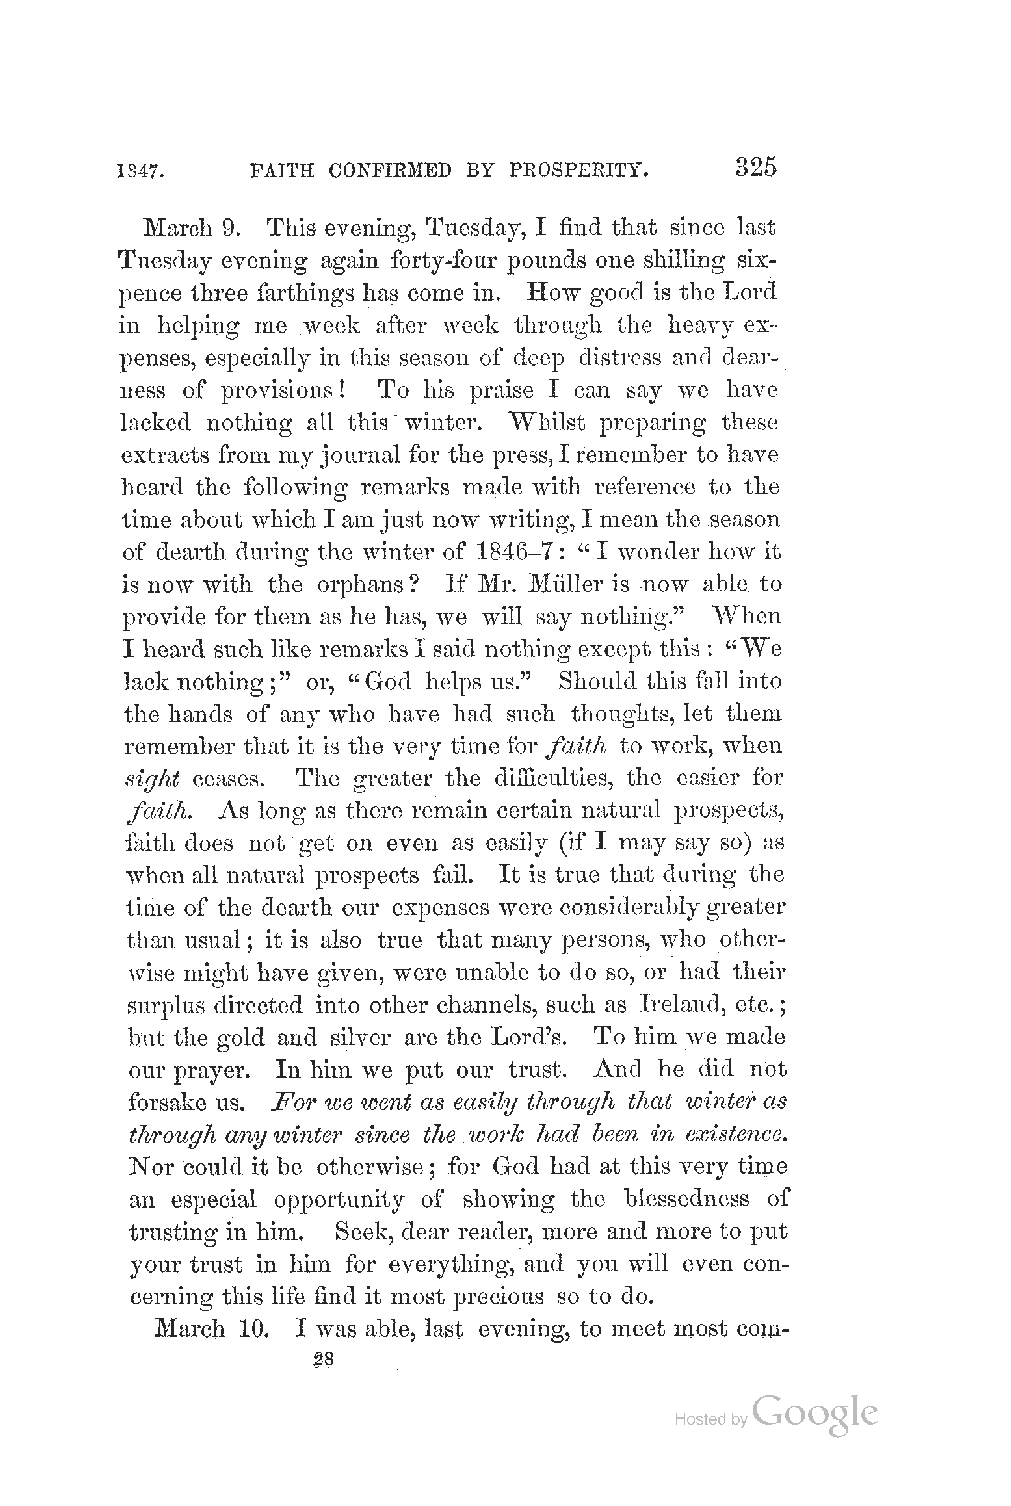 1847. FAITH CONFIRMED BY PROSPERITY. 325
March 9. This evening, Tuesday, I find that since last
Tuesday evening again forty-four pounds one shilling six-
pence three farthings has come in. How good is the Lord
in helping me week after week through the heavy ex-
penses, especially in this season of deep distress and dear-
ness of provisions! To his praise I can say we have
lacked nothing all this winter. Whilst preparing these
extracts from my journal for the press, I remember to have
heard the following remarks made with reference to the
time about which I am just now writing, I mean the season
of dearth during the winter of 1846–7: “I wonder how it
is now with the orphans? If Mr. Müller is now able to
provide for them as he has, we will say nothing.” When
I heard such like remarks I said nothing except this: “We
lack nothing;” or, “God helps us.” Should this fall into
the hands of any who have had such thoughts, let them
remember that it is the very time for faith to work, when
sight ceases. The greater the difficulties, the easier for
faith. As long as there remain certain natural prospects,
faith does not get on even as easily (if I may say so) as
when all natural prospects fail. It is true that during the
time of the dearth our expenses were considerably greater
than usual; it is also true that many persons, who other-
wise might have given, were unable to do so, or had their
surplus directed into other channels, such as Ireland, etc.;
but the gold and silver are the Lord’s. To him we made
our prayer. In him we put our trust. And he did not
forsake us. For we went as easily through that winter as
through any winter since the work had been in existence.
Nor could it be otherwise; for God had at this very time
an especial opportunity of showing the blessedness of
trusting in him. Seek, dear reader, more and more to put
your trust in him for everything, and you will even con-
cerning this life find it most precious so to do.
March 10. I was able, last evening, to meet most com-
28
Hosted by Google